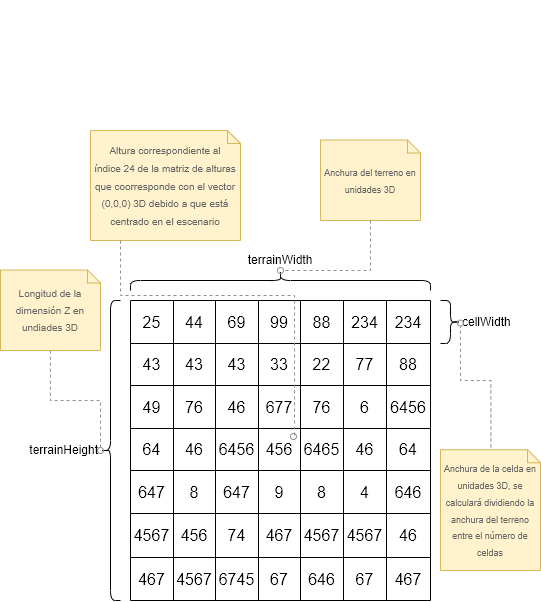 Altura correspondiente al
índice 24 de la matriz de alturas
que coorresponde con el vector
(0,0,0) 3D debido a que está
centrado en el escenario
Anchura del terreno en
unidades 3D
terrainWidth
Longitud de la
dimensión Z en
undiades 3D
25 44 69 99 88 234 234
cellWidth
43 43 43 33 22 77 88
49 76 46 677 76 6 6456
terrainHeight
64 46 6456 456 6465 46 64
647 8 647 9 8 4 646
4567 456 74 467 4567 4567 46
467 4567 6745 67 646 67 467
Anchura de la celda en
unidades 3D, se
calculará dividiendo la
anchura del terreno
entre el número de
celdas